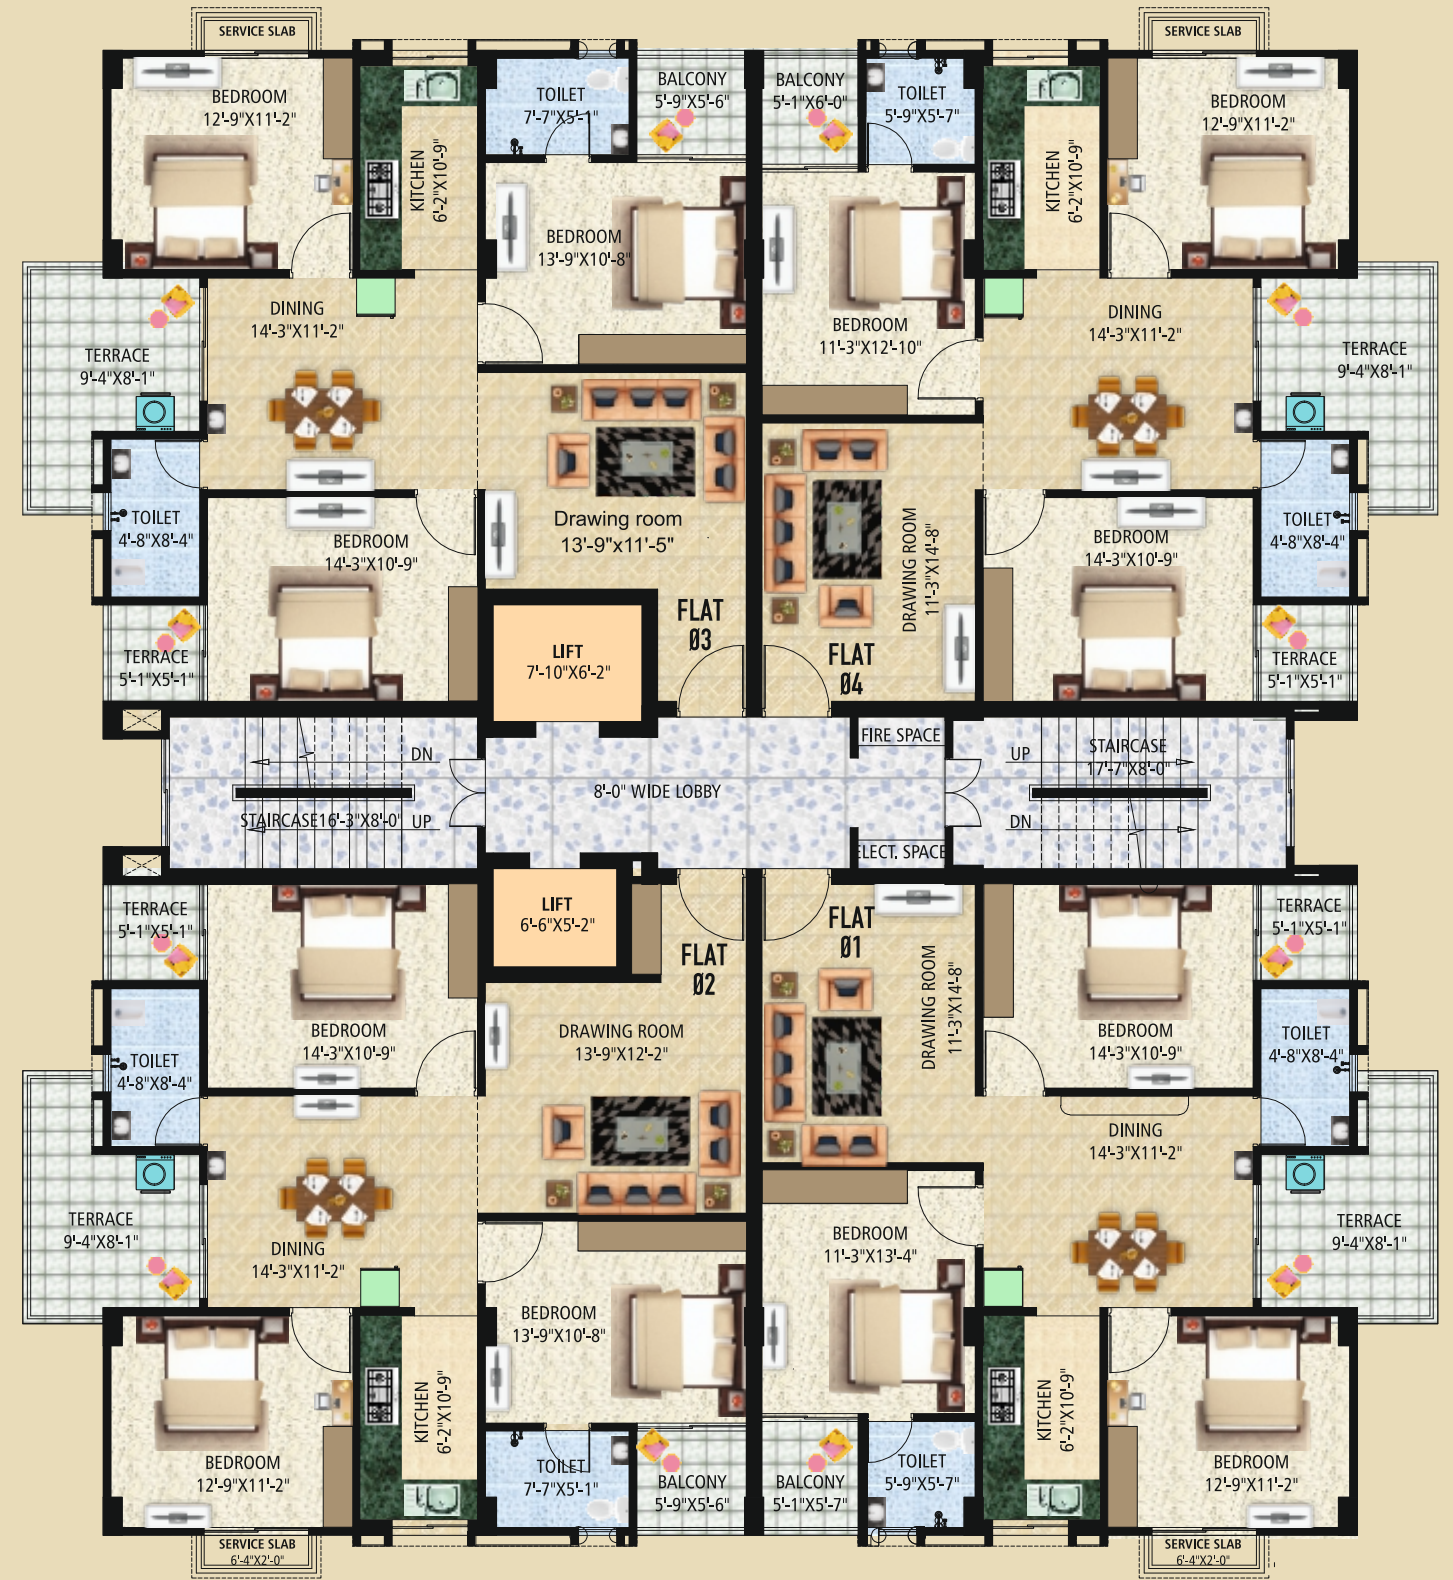 SERVICE SLAB
SERVICE SLAB
BEDROOM
12'-9"X11'-2"
KITCHEN
6'-2"X10'-9"
TOILET
7'-7"X5'-1"
BALCONY
5'-9"X5'-6"
BALCONY
5'-1"X6'-0"
TOILET
5'-9"X5'-7"
KITCHEN
6'-2"X10'-9"
BEDROOM
12'-9"X11'-2"
BEDROOM
13'-9"X10'-8"
BEDROOM
11'-3"X12'-10"
DINING
14'-3"X11'-2"
DINING
14'-3"X11'-2"
TERRACE
9'-4"X8'-1"
TERRACE
9'-4"X8'-1"
TOILET
4'-8"X8'-4"
BEDROOM
14'-3"X10'-9"
Drawing room
13'-9"x11'-5"
DRAWING ROOM
11'-3"X14'-8"
BEDROOM
14'-3"X10'-9"
TOILET
4'-8"X8'-4"
FLAT
03
FLAT
04
LIFT
7'-10"X6'-2"
TERRACE
5'-1"X5'-1"
TERRACE
5'-1"X5'-1"
DN
FIRE SPACE
UP
STAIRCASE
17'-7"X8'-0"
8'-0" WIDE LOBBY
STAIRCASE16'-3"X8'-0"
UP
DN
ELECT. SPACE
TERRACE
5'-1"X5'-1"
LIFT
6'-6"X5'-2"
FLAT
02
FLAT
01
TERRACE
5'-1"X5'-1"
BEDROOM
14'-3"X10'-9"
DRAWING ROOM
13'-9"X12'-2"
DRAWING ROOM
11'-3"X14'-8"
BEDROOM
14'-3"X10'-9"
TOILET
4'-8"X8'-4"
TOILET
4'-8"X8'-4"
DINING
14'-3"X11'-2"
TERRACE
9'-4"X8'-1"
DINING
14'-3"X11'-2"
BEDROOM
11'-3"X13'-4"
TERRACE
9'-4"X8'-1"
BEDROOM
13'-9"X10'-8"
KITCHEN
6'-2"X10'-9"
KITCHEN
6'-2"X10'-9"
BEDROOM
12'-9"X11'-2"
TOILET
7'-7"X5'-1"
BALCONY
5'-9"X5'-6"
BALCONY
5'-1"X5'-7"
TOILET
5'-9"X5'-7"
BEDROOM
12'-9"X11'-2"
SERVICE SLAB
6'-4"X2'-0"
SERVICE SLAB
6'-4"X2'-0"